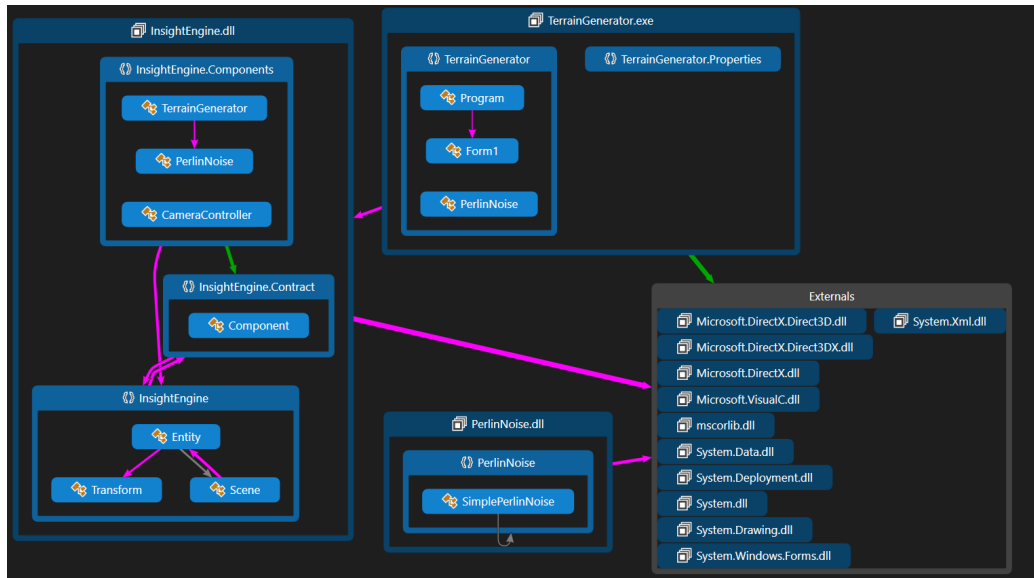 InsightEngine.dll
InsightEngine.Components
TerrainGenerator
PerlinNoise
CameraController
InsightEngine.Contract
Component
InsightEngine
Entity
Transform
Scene
TerrainGenerator.exe
TerrainGenerator
Program
Form1
PerlinNoise
TerrainGenerator.Properties
PerlinNoise.dll
PerlinNoise
SimplePerlinNoise
Externals
Microsoft.DirectX.Direct3D.dll
System.Xml.dll
Microsoft.DirectX.Direct3DX.dll
Microsoft.DirectX.dll
Microsoft.VisualC.dll
mscorlib.dll
System.Data.dll
System.Deployment.dll
System.dll
System.Drawing.dll
System.Windows.Forms.dll